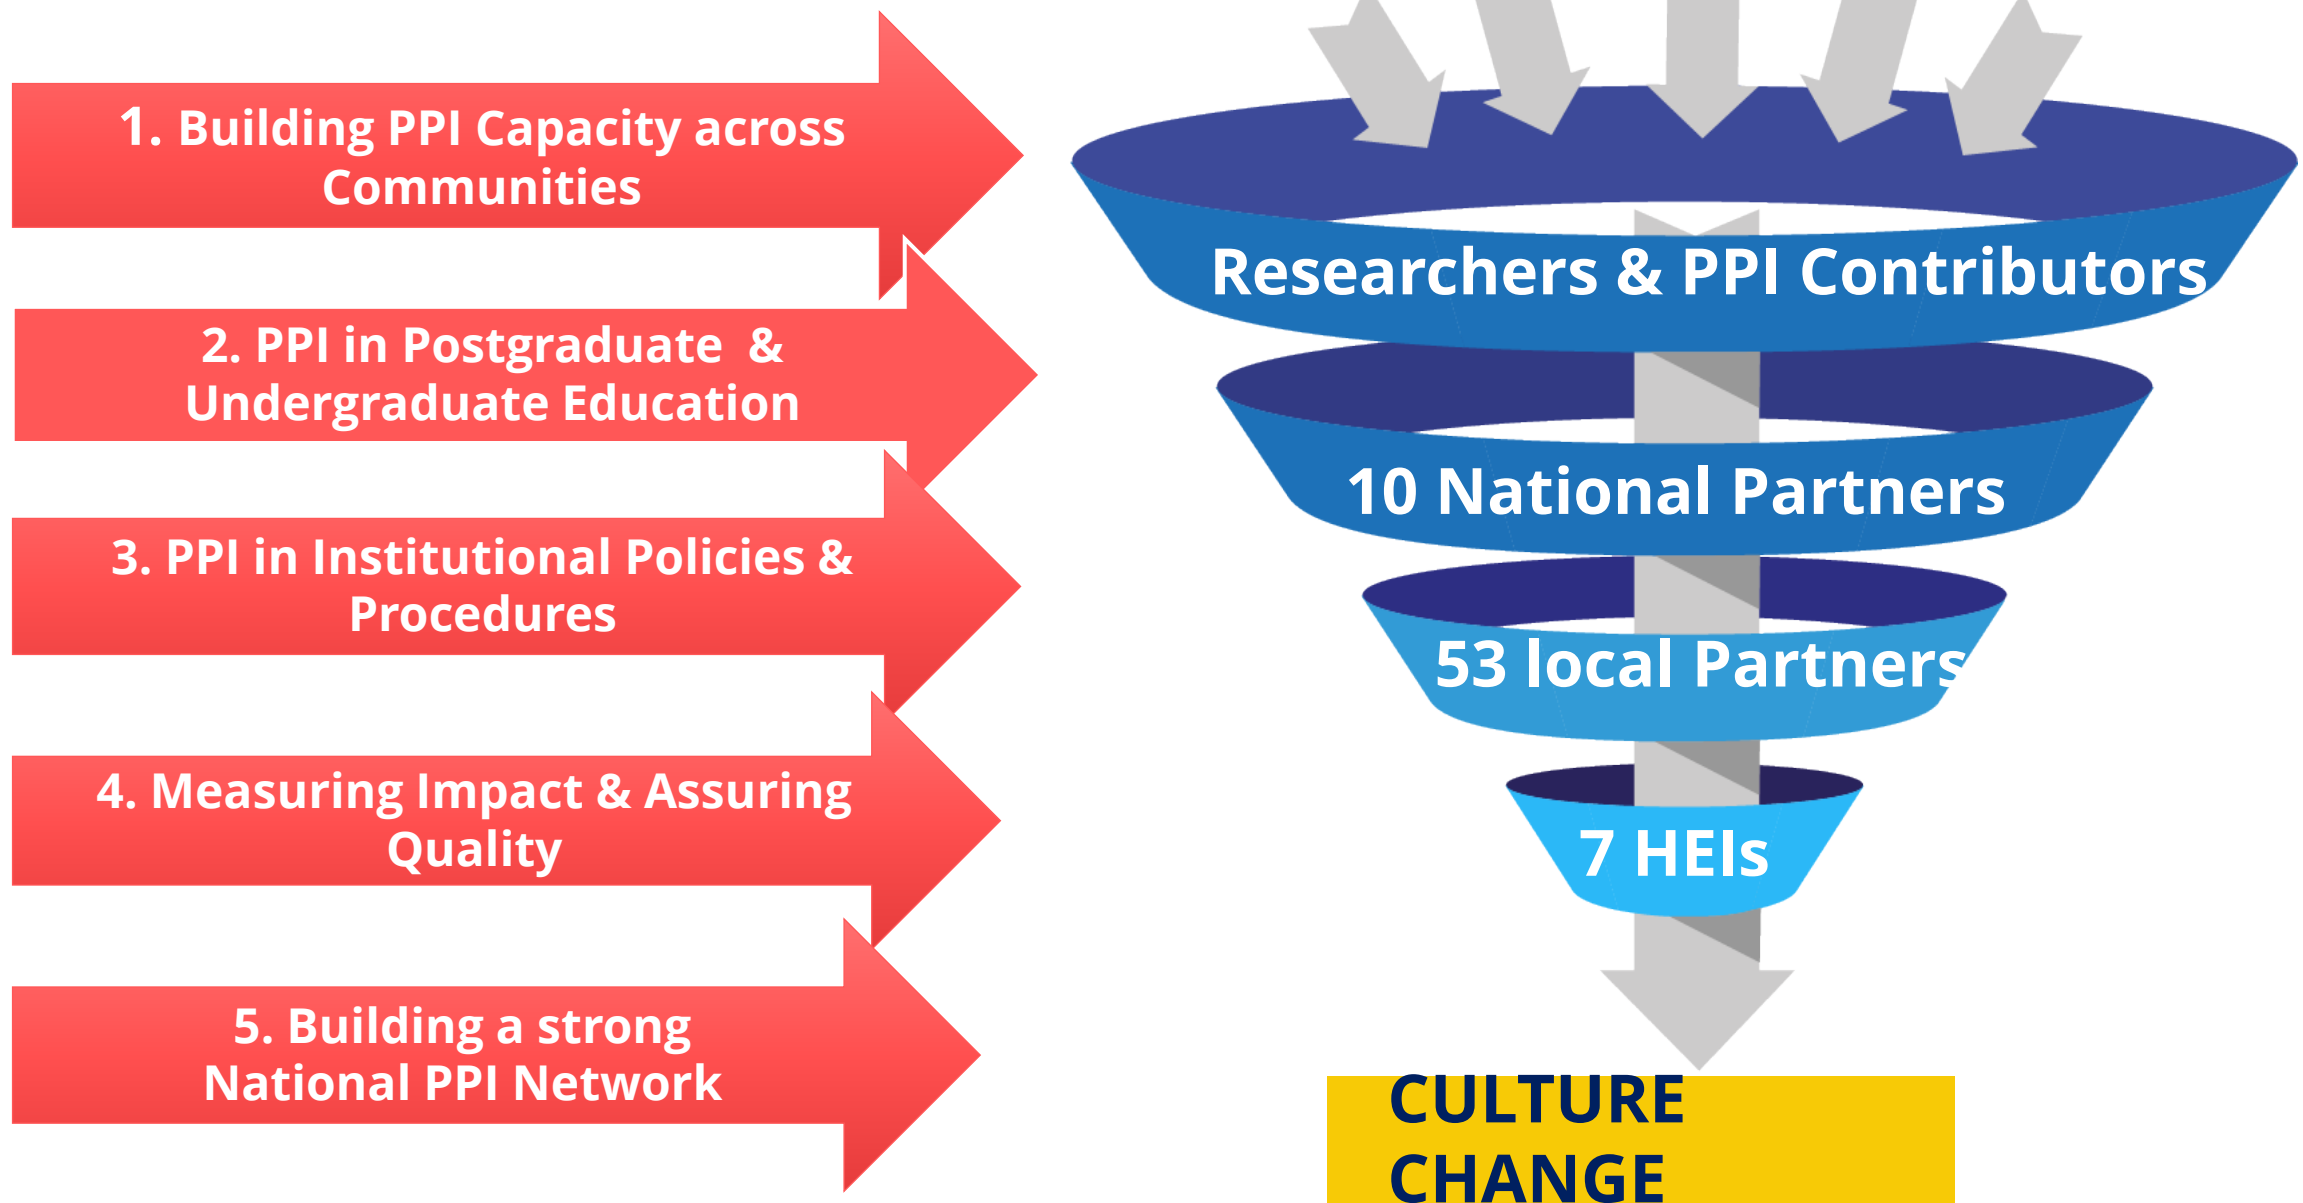 1. Building PPI Capacity across
Communities
2. PPI in Postgraduate  &
Undergraduate Education
3. PPI in Institutional Policies &
Procedures
4. Measuring Impact & Assuring
Quality
5. Building a strong
National PPI Network
Researchers & PPI Contributors
10 National Partners
53 local Partners
7 HEIs
CULTURE
CHANGE